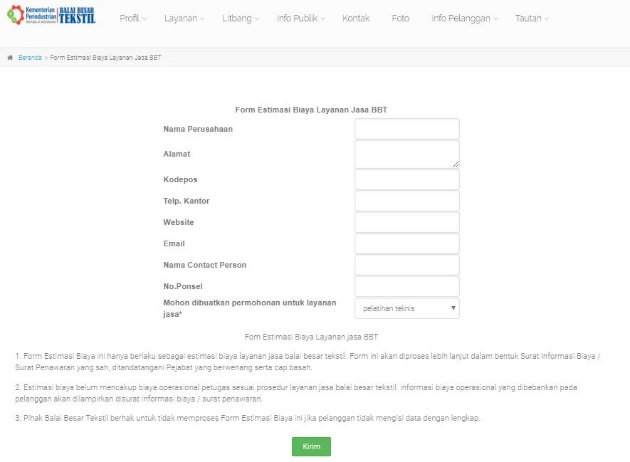 Kementerian
Perindustrian
REPUBLIK INDONESIA
BALAI BESAR
TEKSTIL
Profil
Layanan
Litbang
Info Publik
Kontak
Foto
Info Pelanggan
Tautan
Beranda > Form Estimasi Biaya Layanan Jasa BBT
Form Estimasi Biaya Layanan Jasa BBT
Nama Perusahaan
Alamat
Kodepos
Telp. Kantor
Website
Email
Nama Contact Person
No.Ponsel
Mohon dibuatkan permohonan untuk layanan
jasa*
pelatihan teknis
Fom Estimasi Biaya Layanan jasa BBT
1. Form Estimasi Biaya ini hanya berlaku sebagai estimasi biaya layanan jasa balai besar tekstil. Form ini akan diproses lebih lanjut dalam bentuk Surat Informasi Biaya /
Surat Penawaran yang sah, ditandatangani Pejabat yang berwenang serta cap basah.
2. Estimasi biaya belum mencakup biaya operasional petugas sesuai prosedur layanan jasa balai besar tekstil. informasi biaya operasional yang dibebankan pada
pelanggan akan dilampirkan disurat informasi biaya / surat penawaran.
3. Pihak Balai Besar Tekstil berhak untuk tidak memproses Form Estimasi Biaya ini jika pelanggan tidak mengisi data dengan lengkap.
Kirim